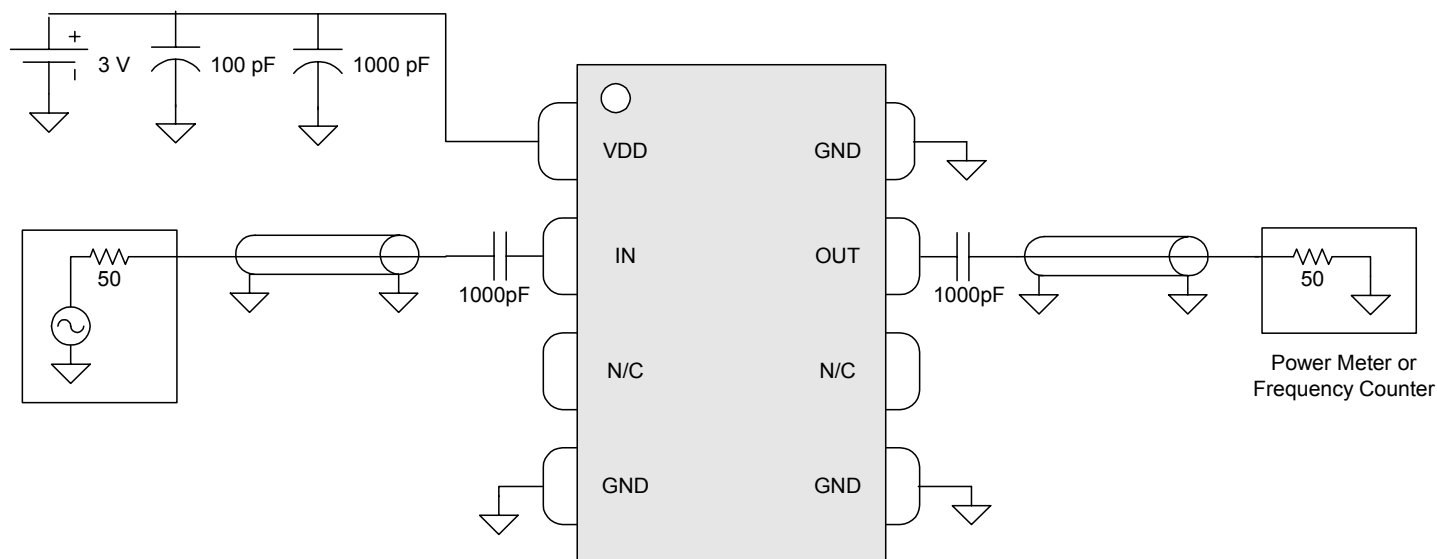 +
3 V
100 pF
1000 pF
VDD
GND
50
1000pF
IN
OUT
1000pF
50
N/C
N/C
Power Meter or
Frequency Counter
GND
GND